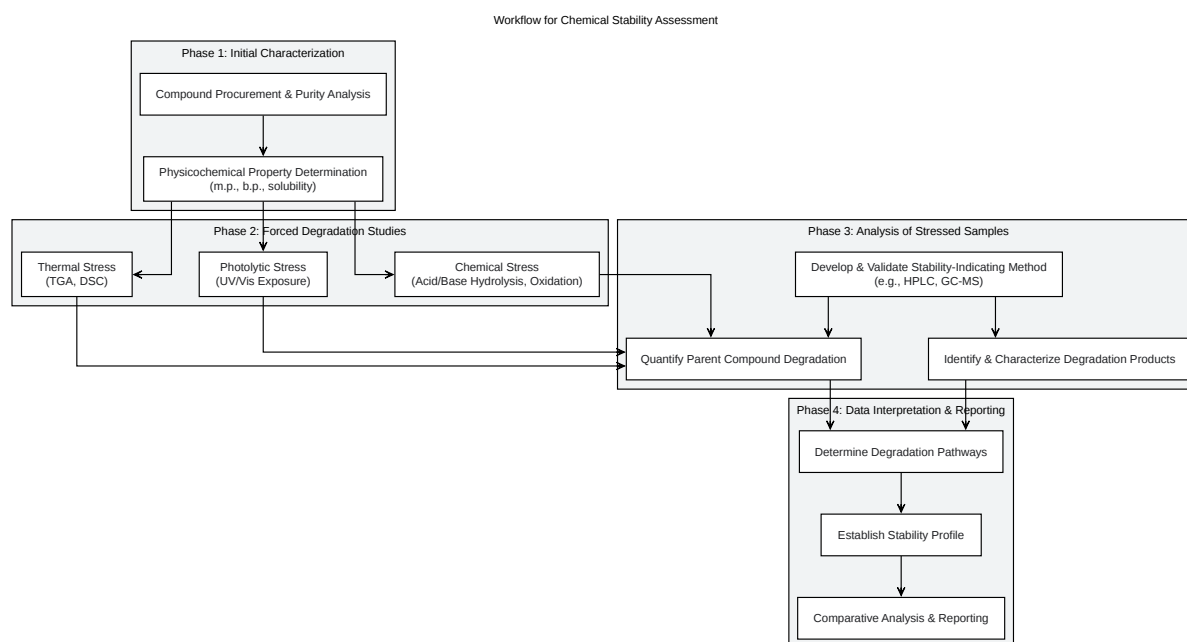 Workflow for Chemical Stability Assessment
Phase 1: Initial Characterization
Compound Procurement & Purity Analysis
Physicochemical Property Determination
(m.p., b.p., solubility)
Phase 2: Forced Degradation Studies
Thermal Stress
(TGA, DSC)
Photolytic Stress
(UV/Vis Exposure)
Chemical Stress
(Acid/Base Hydrolysis, Oxidation)
Phase 3: Analysis of Stressed Samples
Develop & Validate Stability-Indicating Method
(e.g., HPLC, GC-MS)
Quantify Parent Compound Degradation
Identify & Characterize Degradation Products
Phase 4: Data Interpretation & Reporting
Determine Degradation Pathways
Establish Stability Profile
Comparative Analysis & Reporting